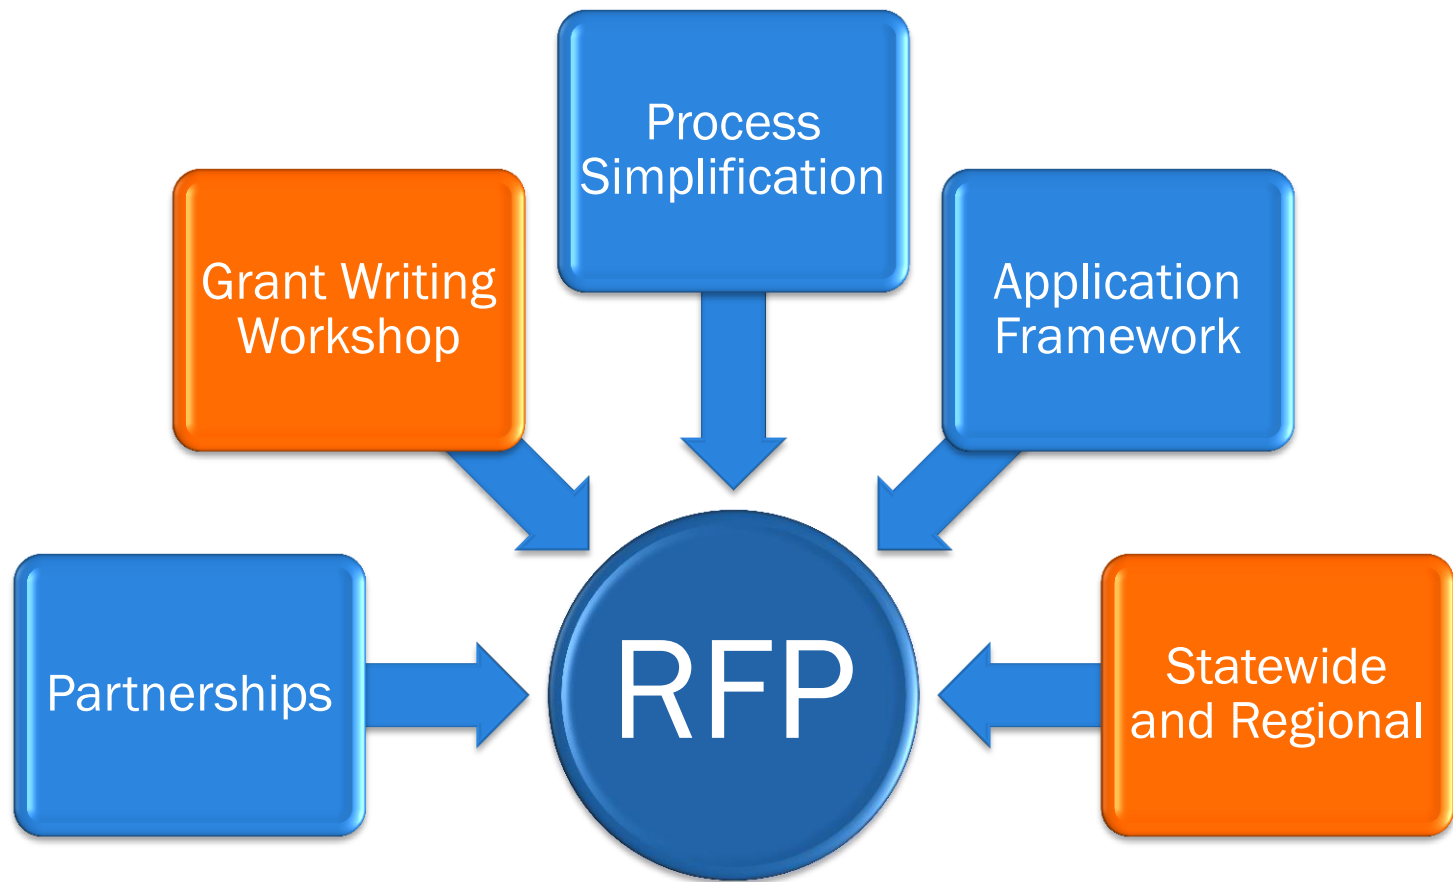 Process
Simplification
Grant Writing
Workshop
Application
Framework
Partnerships
RFP
Statewide
and Regional